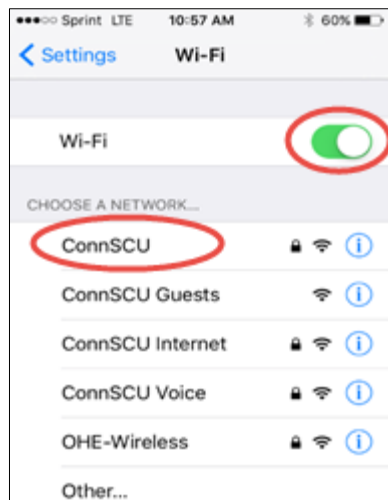 Sprint LTE 10:57 AM 60%
Settings Wi-Fi
Wi-Fi
CHOOSE A NETWORK...
ConnSCU
ConnSCU Guests
ConnSCU Internet
ConnSCU Voice
OHE-Wireless
Other...